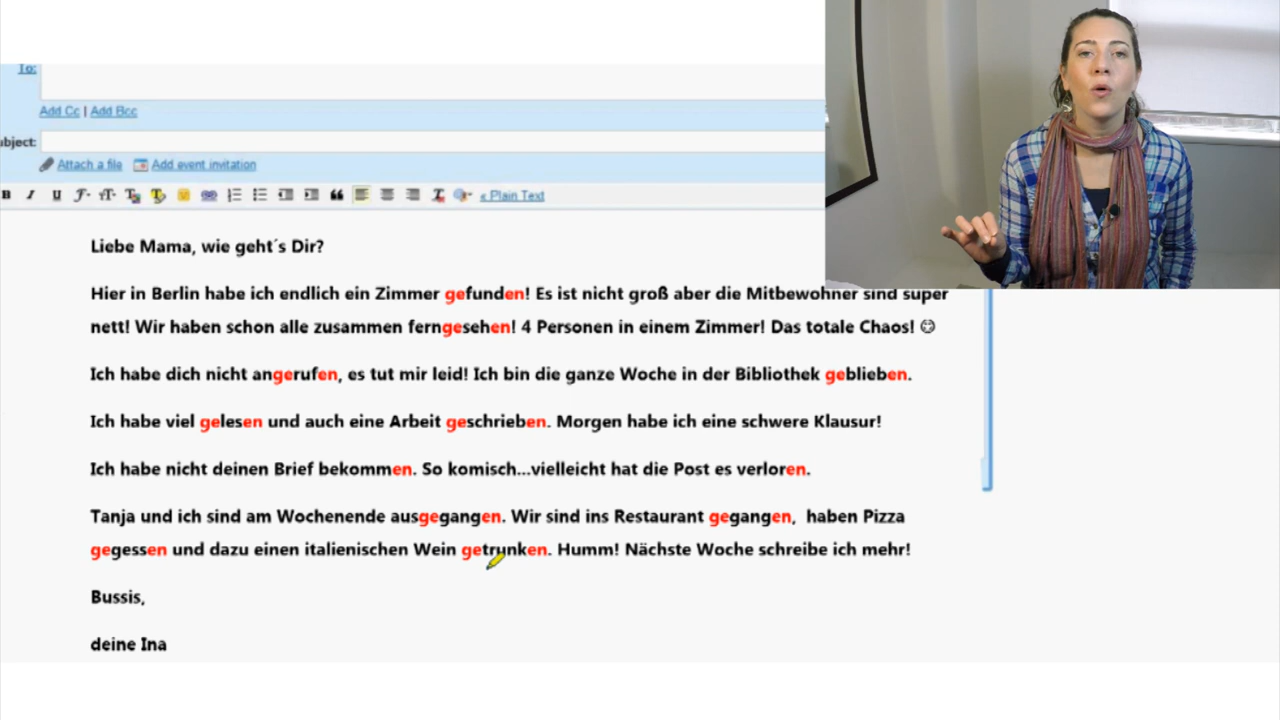 To:
Add Cc | Add Bcc
ubject:
Attach a file Add event invitation
B I U T « Plain Text
Liebe Mama, wie geht´s Dir?
Hier in Berlin habe ich endlich ein Zimmer gefunden! Es ist nicht groß aber die Mitbewohner sind super
nett! Wir haben schon alle zusammen ferngesehen! 4 Personen in einem Zimmer! Das totale Chaos! ☺
Ich habe dich nicht angerufen, es tut mir leid! Ich bin die ganze Woche in der Bibliothek geblieben.
Ich habe viel gelesen und auch eine Arbeit geschrieben. Morgen habe ich eine schwere Klausur!
Ich habe nicht deinen Brief bekommen. So komisch...vielleicht hat die Post es verloren.
Tanja und ich sind am Wochenende ausgegangen. Wir sind ins Restaurant gegangen, haben Pizza
gegessen und dazu einen italienischen Wein getrunken. Humm! Nächste Woche schreibe ich mehr!
Bussis,
deine Ina